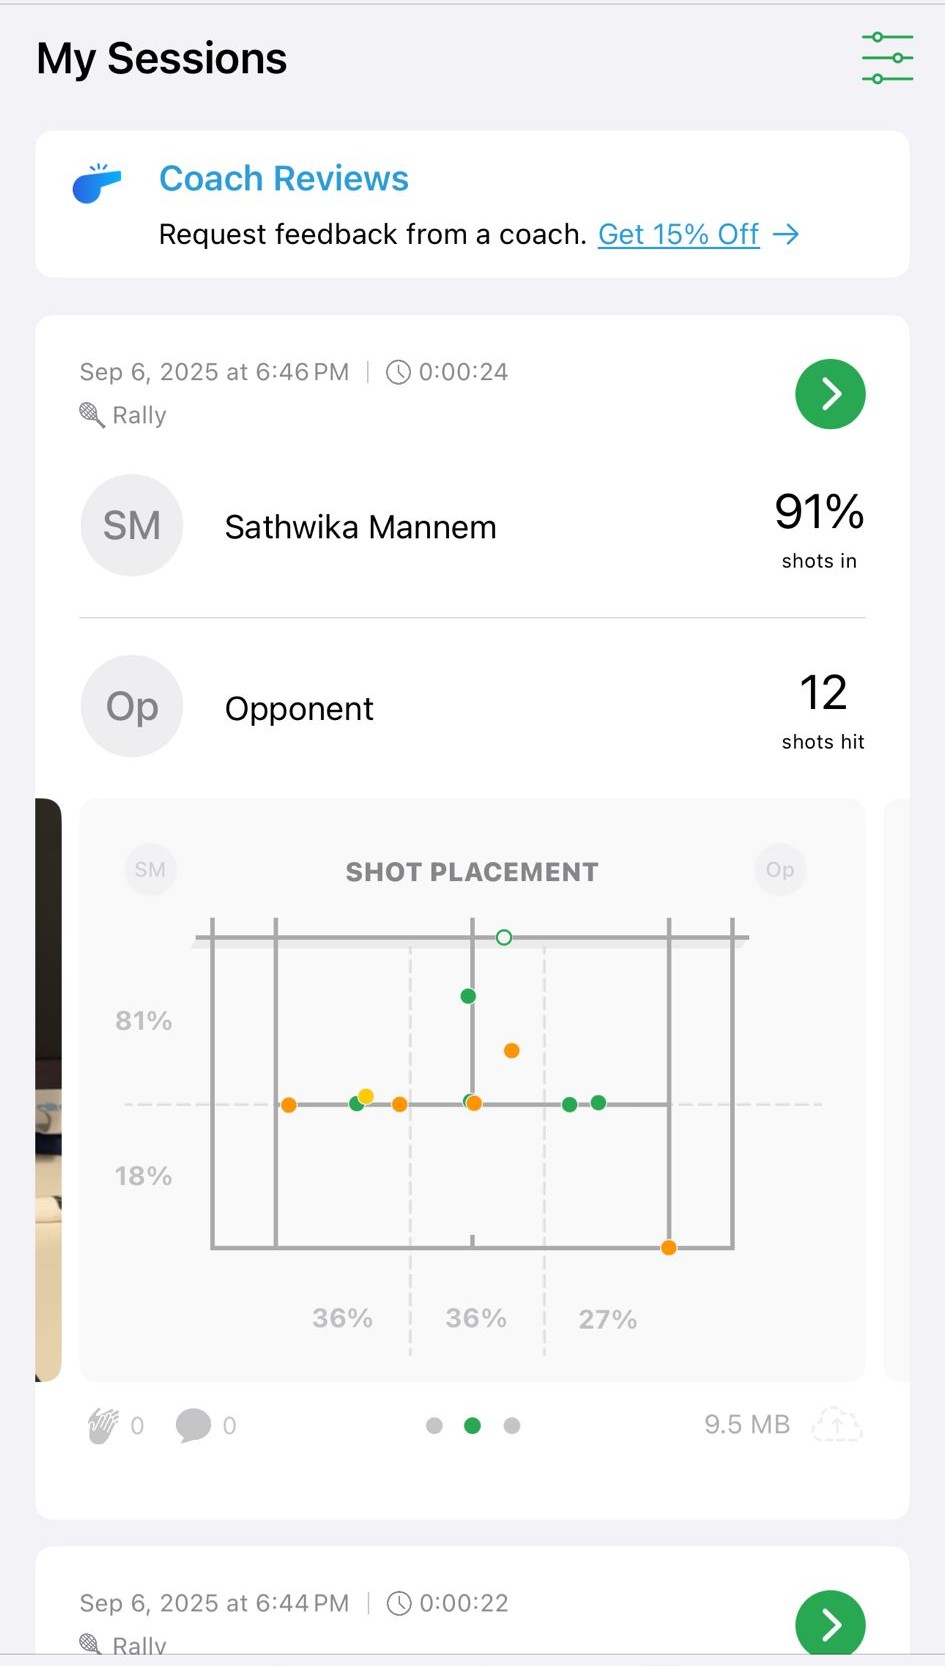 My Sessions
Coach Reviews
Request feedback from a coach. Get 15% Off →
Sep 6, 2025 at 6:46 PM | 0:00:24
Rally
SM Sathwika Mannem 91%
shots in
Op Opponent 12
shots hit
SM SHOT PLACEMENT Op
81%
18%
36% 36% 27%
0 0 9.5 MB
Sep 6, 2025 at 6:44 PM | 0:00:22
Rally